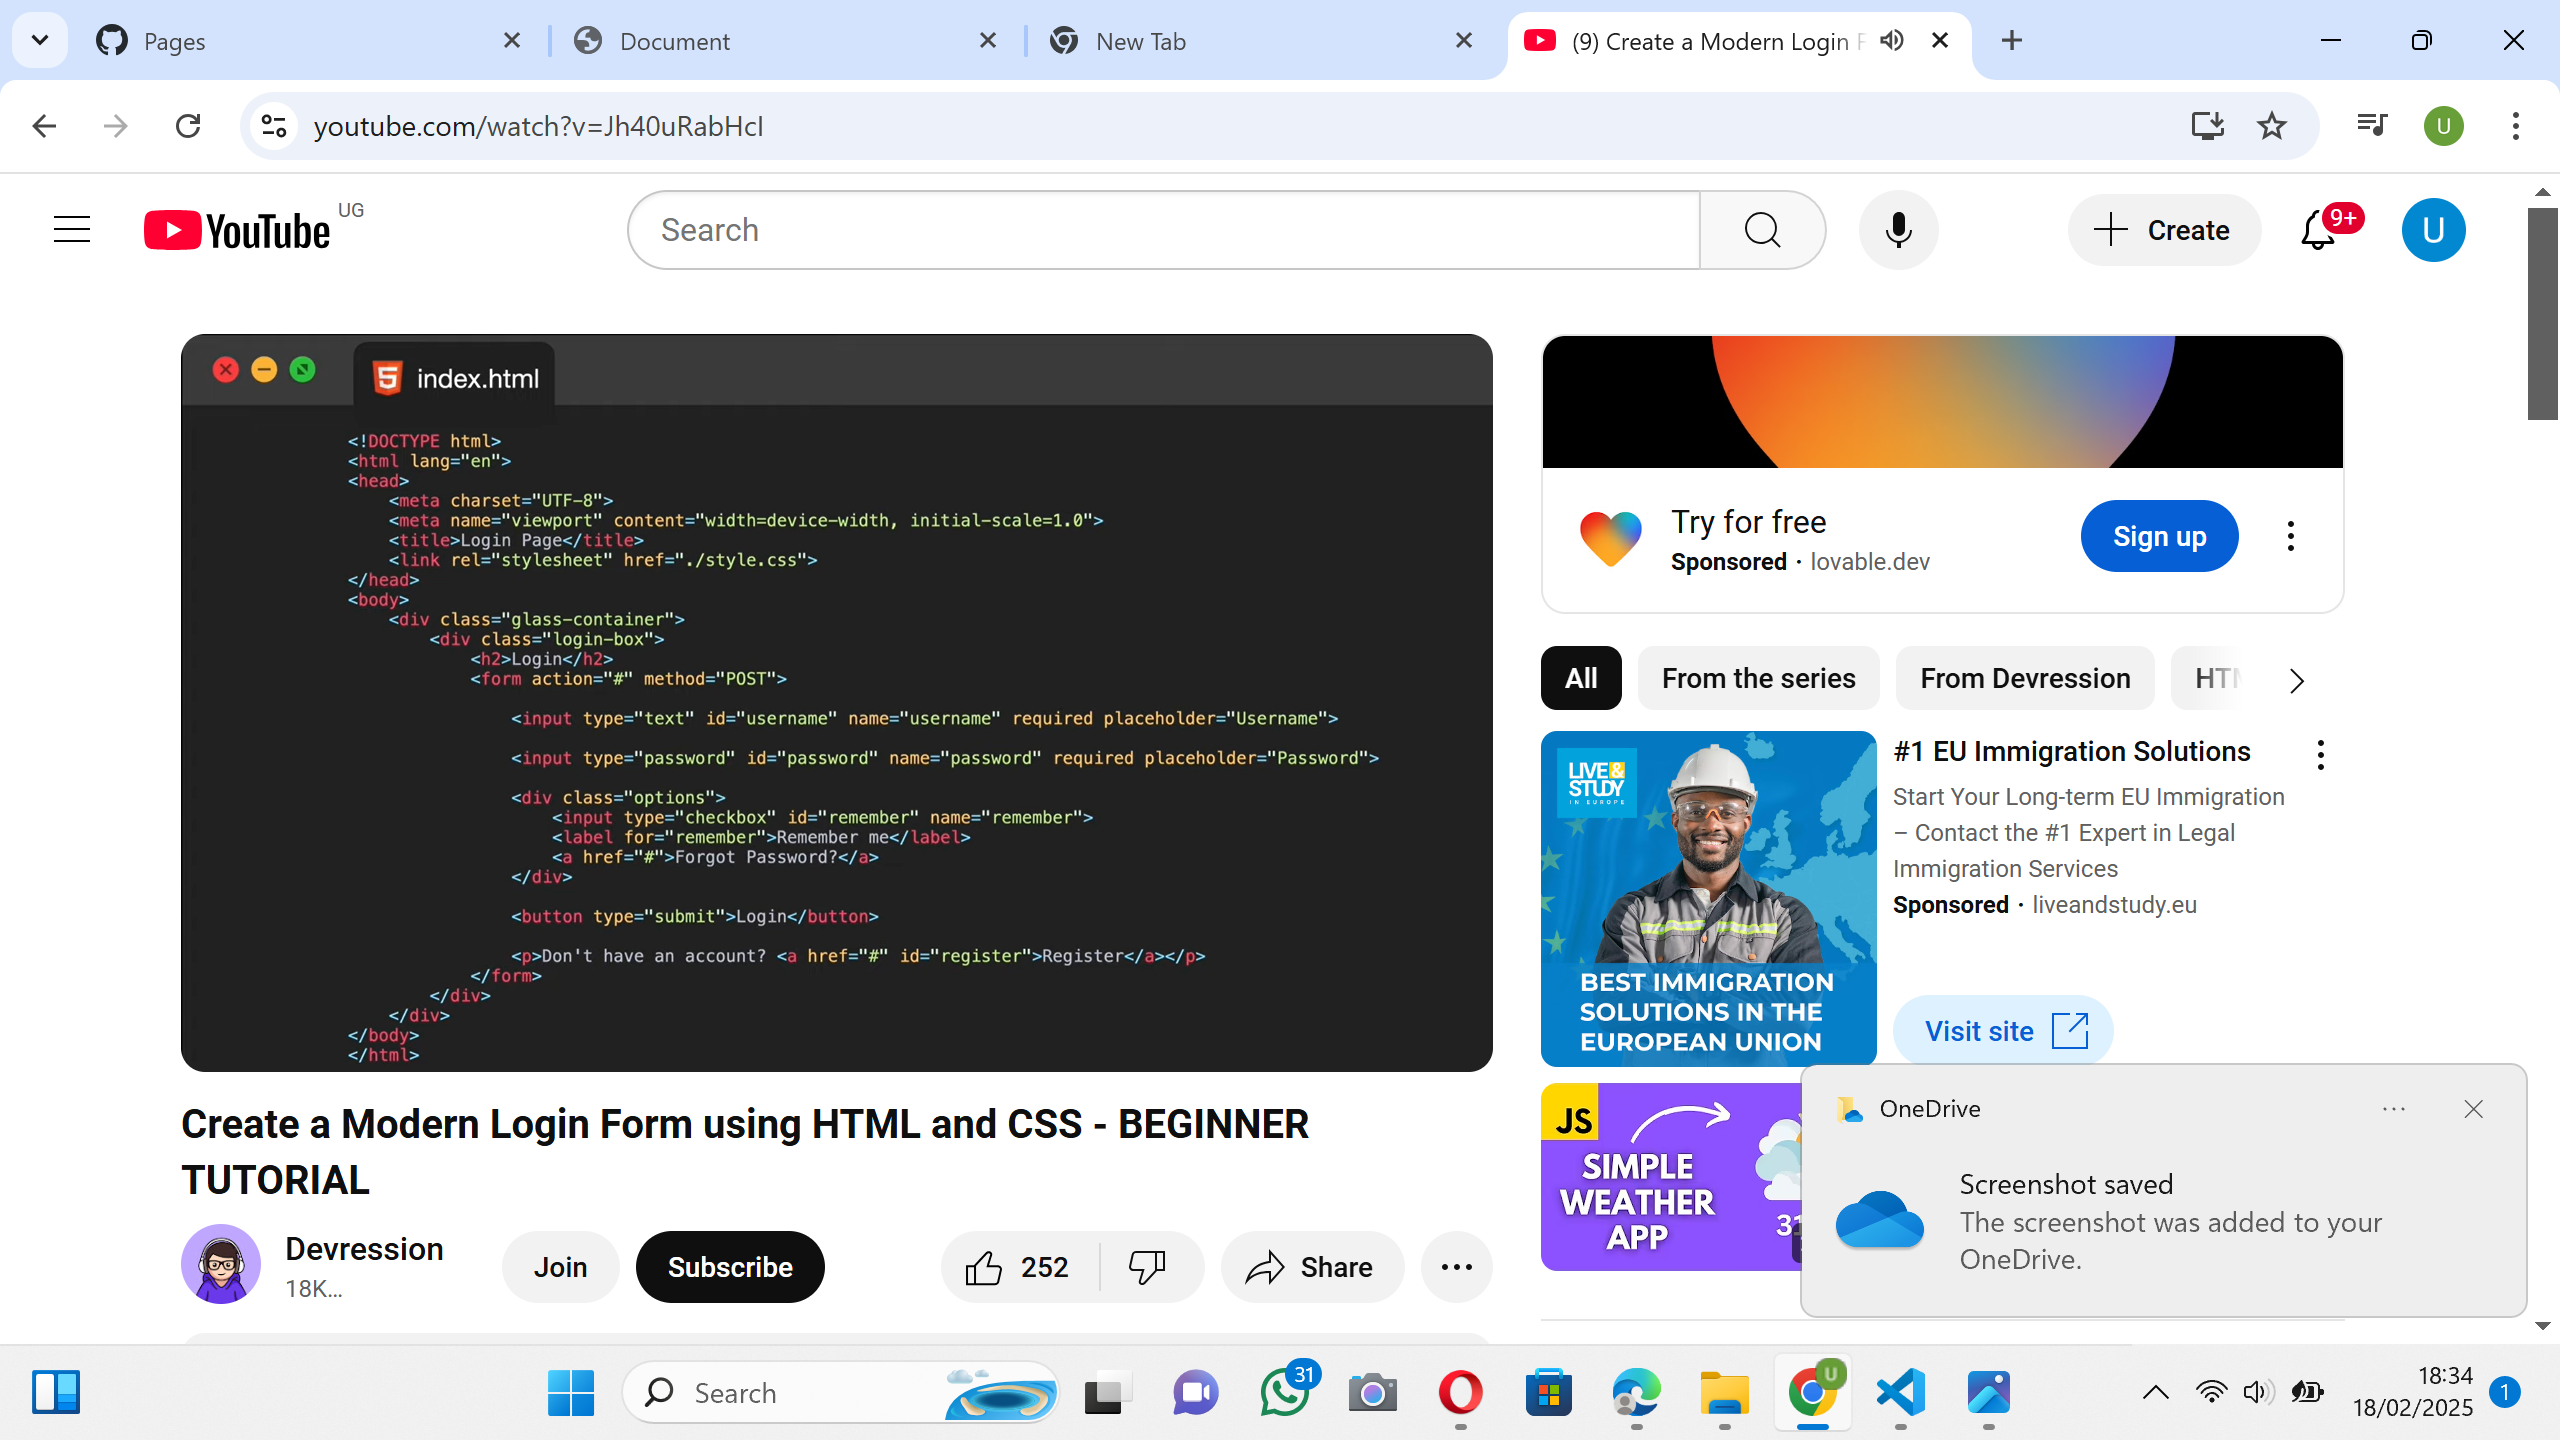 Pages
Document
New Tab
(9) Create a Modern Login F
youtube.com/watch?v=Jh40uRabHcI
U
YouTube
UG
Search
Create
9+
U
index.html
<!DOCTYPE html>
<html lang="en">
<head>
<meta charset="UTF-8">
<meta name="viewport" content="width=device-width, initial-scale=1.0">
<title>Login Page</title>
<link rel="stylesheet" href="./style.css">
</head>
<body>
<div class="glass-container">
<div class="login-box">
<h2>Login</h2>
<form action="#" method="POST">
<input type="text" id="username" name="username" required placeholder="Username">
<input type="password" id="password" name="password" required placeholder="Password">
<div class="options">
<input type="checkbox" id="remember" name="remember">
<label for="remember">Remember me</label>
<a href="#">Forgot Password?</a>
</div>
<button type="submit">Login</button>
<p>Don't have an account? <a href="#" id="register">Register</a></p>
</form>
</div>
</div>
</body>
</html>
Create a Modern Login Form using HTML and CSS - BEGINNER
TUTORIAL
Devression
18K...
Join
Subscribe
252
Share
Try for free
Sponsored · lovable.dev
Sign up
All
From the series
From Devression
HTM
LIVE &
STUDY
IN EUROPE
BEST IMMIGRATION
SOLUTIONS IN THE
EUROPEAN UNION
#1 EU Immigration Solutions
Start Your Long-term EU Immigration
– Contact the #1 Expert in Legal
Immigration Services
Sponsored · liveandstudy.eu
Visit site
JS
SIMPLE
WEATHER
APP
31
OneDrive
Screenshot saved
The screenshot was added to your
OneDrive.
Search
31
U
18:34
18/02/2025
1